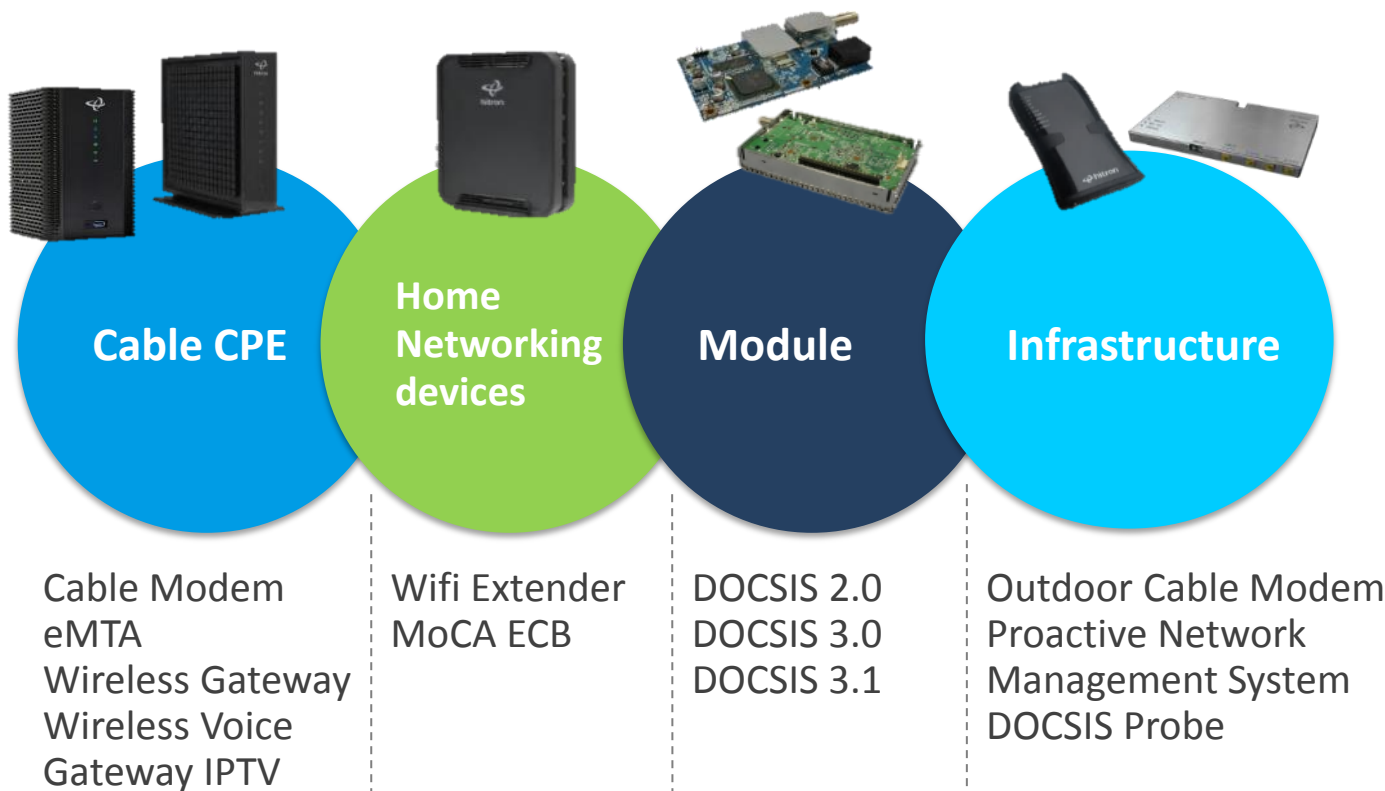 hitron
hitron
Cable CPE
Home
Networking
devices
Module
Infrastructure
Cable Modem
eMTA
Wireless Gateway
Wireless Voice
Gateway IPTV
Wifi Extender
MoCA ECB
DOCSIS 2.0
DOCSIS 3.0
DOCSIS 3.1
Outdoor Cable Modem
Proactive Network
Management System
DOCSIS Probe